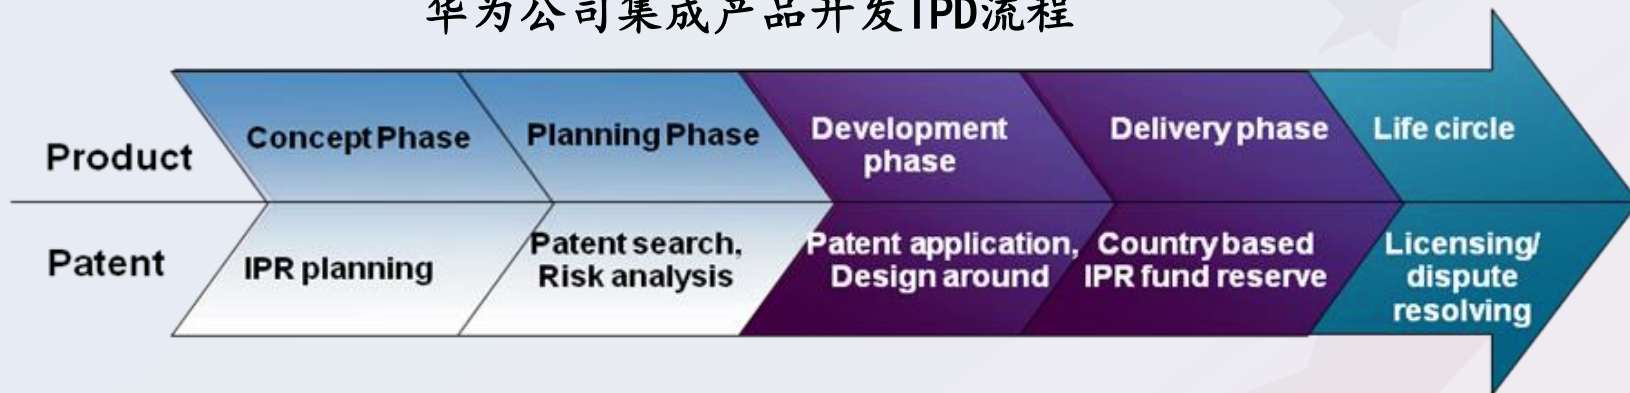 华为公司集成产品开发IPD流程
Product
Concept Phase
Planning Phase
Development
phase
Delivery phase
Life circle
Patent
IPR planning
Patent search,
Risk analysis
Patent application,
Design around
Country based
IPR fund reserve
Licensing/
dispute
resolving